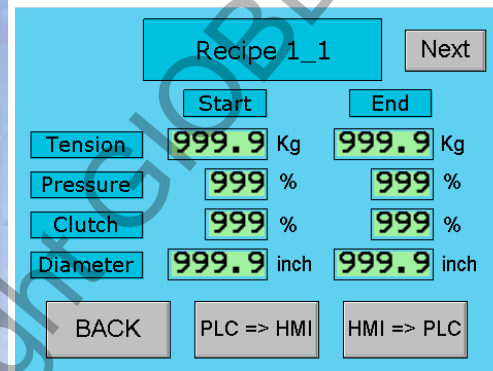 Recipe 1_1
Next
Start End
Tension 999.9 Kg 999.9 Kg
Pressure 999 % 999 %
Clutch 999 % 999 %
Diameter 999.9 inch 999.9 inch
BACK PLC => HMI HMI => PLC